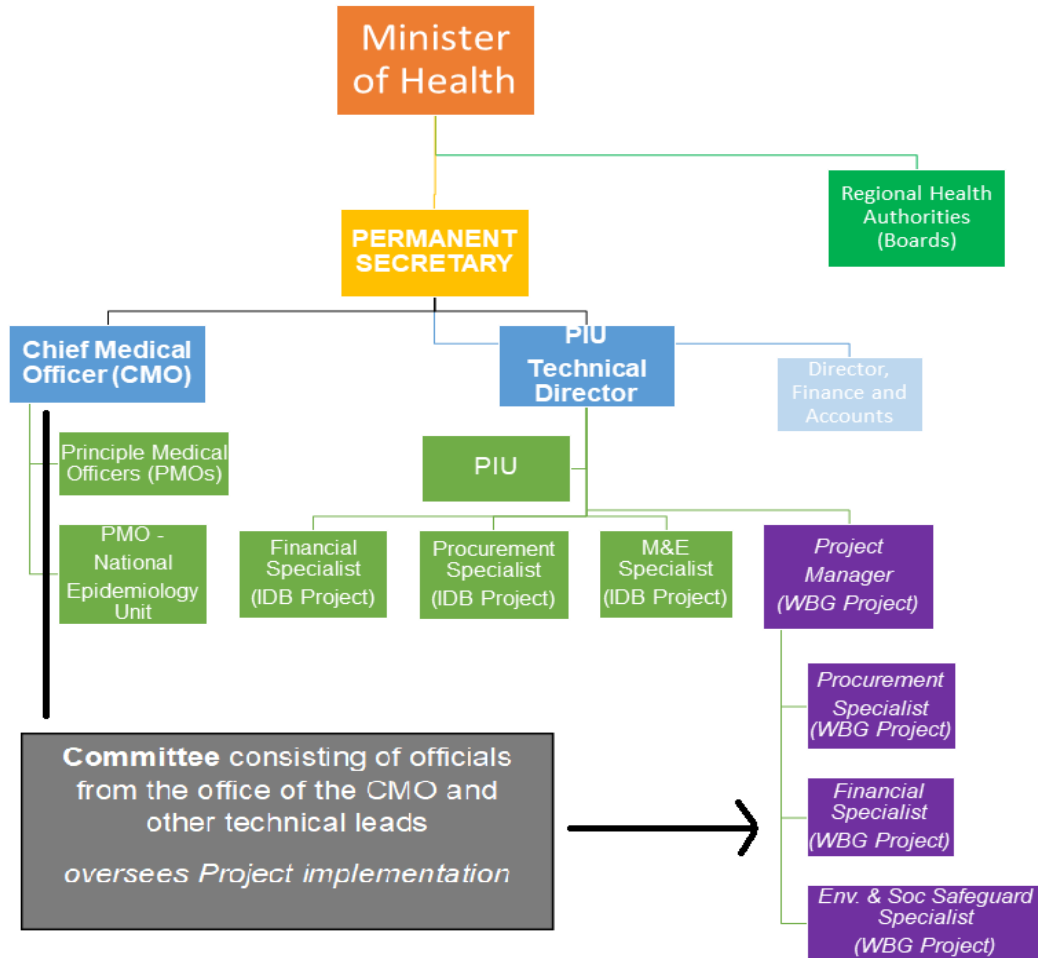 Minister
of Health
Regional Health
Authorities
(Boards)
PERMANENT
SECRETARY
Chief Medical
Officer (CMO)
PIU
Technical
Director
Director,
Finance and
Accounts
Principle Medical
Officers (PMOs)
PIU
PMO -
National
Epidemiology
Unit
Financial
Specialist
(IDB Project)
Procurement
Specialist
(IDB Project)
M&E
Specialist
(IDB Project)
Project
Manager
(WBG Project)
Procurement
Specialist
(WBG Project)
Financial
Specialist
(WBG Project)
Env. & Soc Safeguard
Specialist
(WBG Project)
Committee consisting of officials
from the office of the CMO and
other technical leads
oversees Project implementation